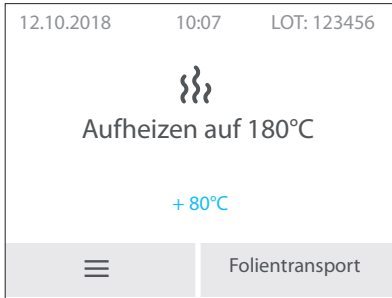 12.10.2018 10:07 LOT: 123456
Aufheizen auf 180°C
+ 80°C
Folientransport